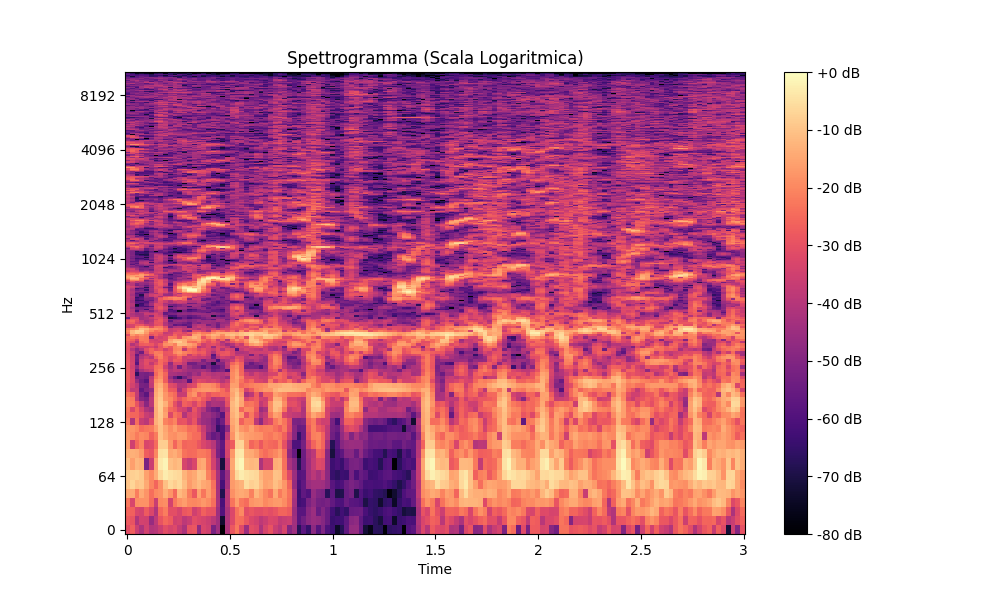 Spettrogramma (Scala Logaritmica)
Hz
8192
4096
2048
1024
512
256
128
64
0
0
0.5
1
1.5
2
2.5
3
Time
+0 dB
-10 dB
-20 dB
-30 dB
-40 dB
-50 dB
-60 dB
-70 dB
-80 dB